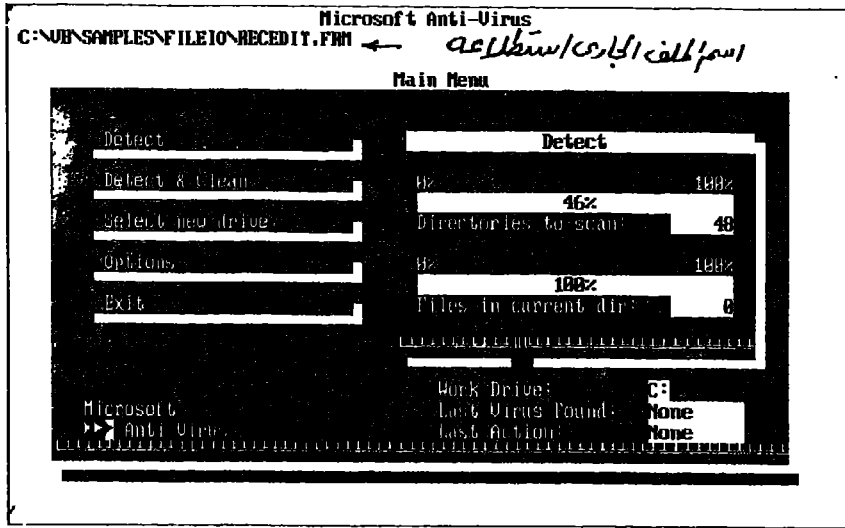 Microsoft Anti-Virus
C:\VB\SAMPLES\FILEIO\RECEDIT.FRM
اسم الملف الجارى استطلاعه
Main Menu
Detect
Detect & Clean
Select new drive
Options
Exit
Detect
0% 100%
46%
Directories to scan: 48
0% 100%
100%
Files in current dir: 0
Work Drive: C:
Last Virus Found: None
Last Action: None
Microsoft
Anti Virus